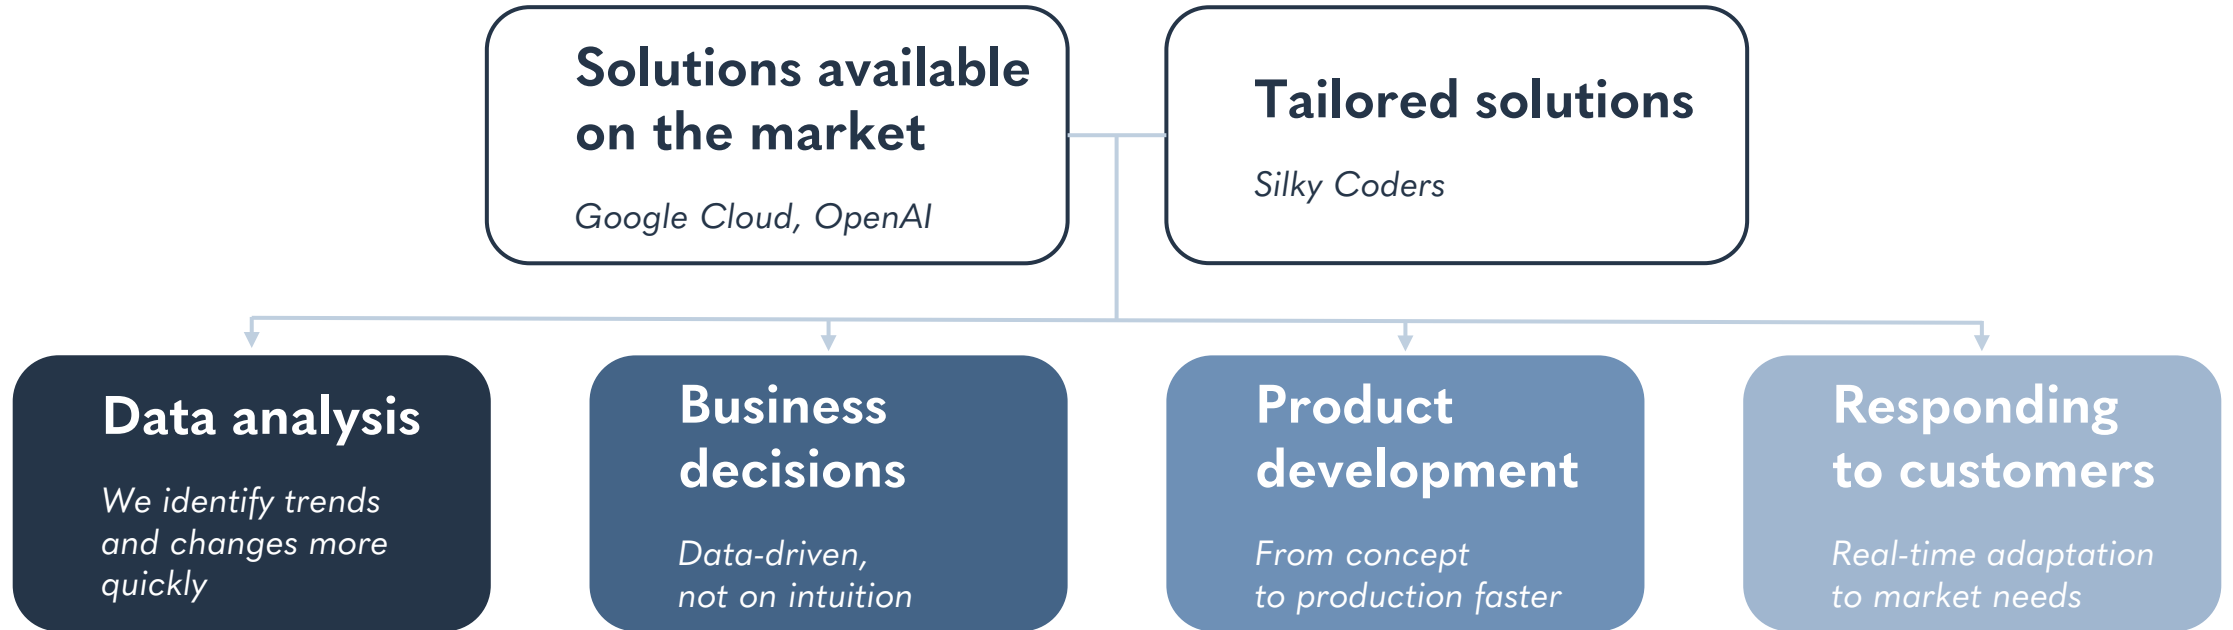 Solutions available
on the market
Google Cloud, OpenAI
Tailored solutions
Silky Coders
Data analysis
We identify trends
and changes more
quickly
Business
decisions
Data-driven,
not on intuition
Product
development
From concept
to production faster
Responding
to customers
Real-time adaptation
to market needs